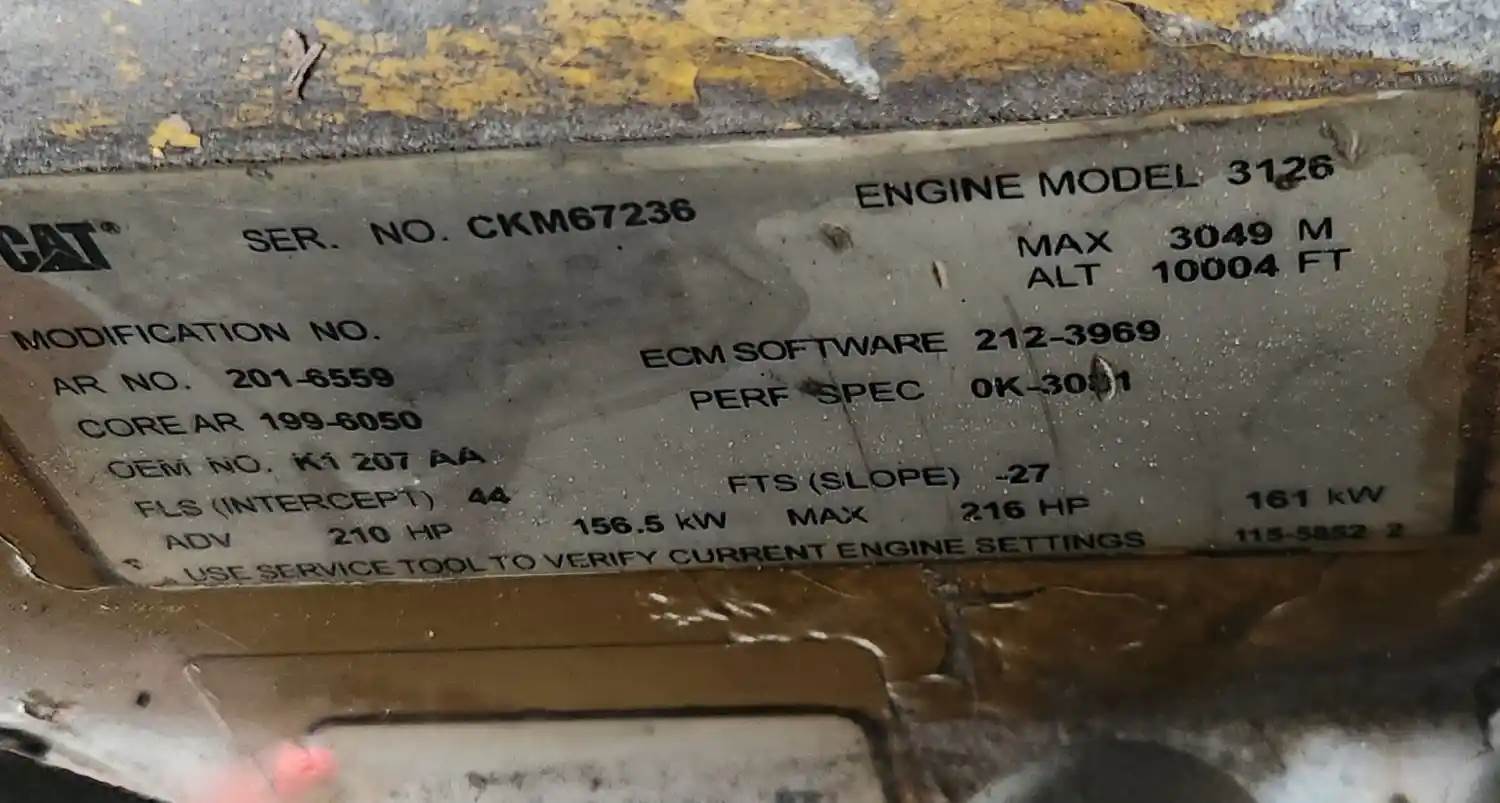 CAT® SER. NO. CKM67236 ENGINE MODEL 3126
MAX 3049 M
ALT 10004 FT
MODIFICATION NO.
AR NO. 201-6559 ECM SOFTWARE 212-3969
CORE AR 199-6050 PERF SPEC
OEM NO. K1 207 AA
FLS (INTERCEPT) 44 FTS (SLOPE) -27
ADV 210 HP 156.5 kW MAX 216 HP 161 kW
USE SERVICE TOOL TO VERIFY CURRENT ENGINE SETTINGS 115-5852 2